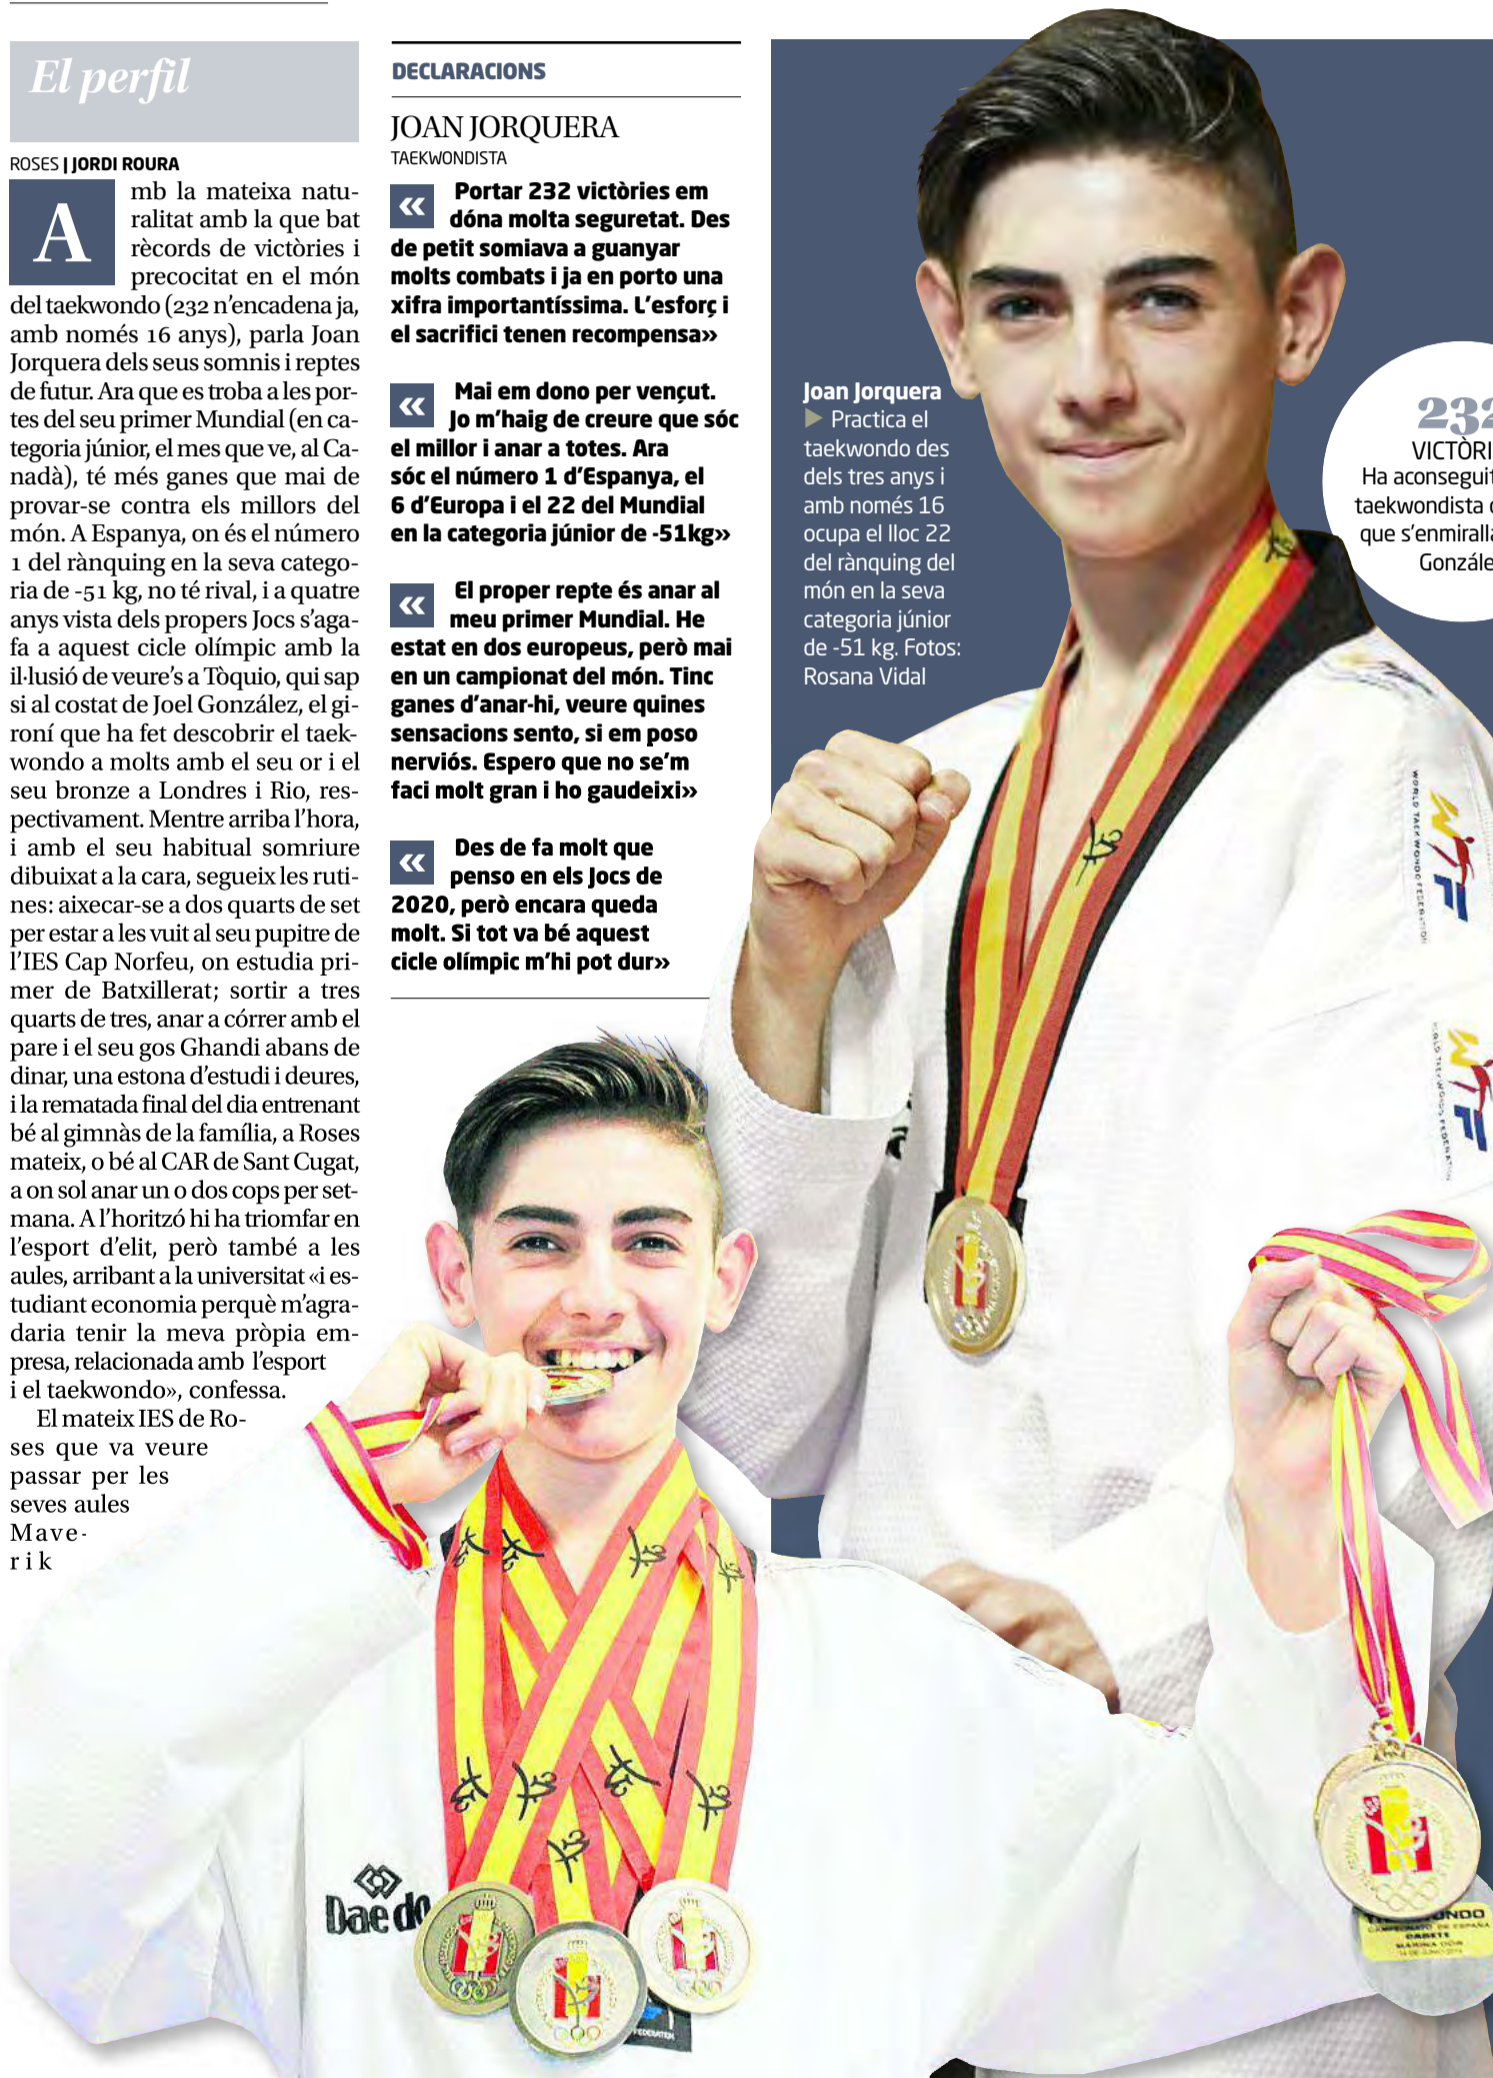 El perfil
ROSES | JORDI ROURA
Amb la mateixa natu-
ralitat amb la que bat
rècords de victòries i
precocitat en el món
del taekwondo (232 n'encadena ja,
amb només 16 anys), parla Joan
Jorquera dels seus somnis i reptes
de futur. Ara que es troba a les por-
tes del seu primer Mundial (en ca-
tegoria júnior, el mes que ve, al Ca-
nadà), té més ganes que mai de
provar-se contra els millors del
món. A Espanya, on és el número
1 del rànquing en la seva catego-
ria de -51 kg, no té rival, i a quatre
anys vista dels propers Jocs s'aga-
fa a aquest cicle olímpic amb la
il·lusió de veure's a Tòquio, qui sap
si al costat de Joel González, el gi-
roní que ha fet descobrir el taek-
wondo a molts amb el seu or i el
seu bronze a Londres i Rio, res-
pectivament. Mentre arriba l'hora,
i amb el seu habitual somriure
dibuixat a la cara, segueix les ruti-
nes: aixecar-se a dos quarts de set
per estar a les vuit al seu pupitre de
l'IES Cap Norfeu, on estudia pri-
mer de Batxillerat; sortir a tres
quarts de tres, anar a córrer amb el
pare i el seu gos Ghandi abans de
dinar, una estona d'estudi i deures,
i la rematada final del dia entrenant
bé al gimnàs de la família, a Roses
mateix, o bé al CAR de Sant Cugat,
a on sol anar un o dos cops per set-
mana. A l'horitzó hi ha triomfar en
l'esport d'elit, però també a les
aules, arribant a la universitat «i es-
tudiant economia perquè m'agra-
daria tenir la meva pròpia em-
presa, relacionada amb l'esport
i el taekwondo», confessa.
El mateix IES de Ro-
ses que va veure
passar per les
seves aules
Mave-
rik
DECLARACIONS
JOAN JORQUERA
TAEKWONDISTA
« Portar 232 victòries em
dóna molta seguretat. Des
de petit somiava a guanyar
molts combats i ja en porto una
xifra importantíssima. L'esforç i
el sacrifici tenen recompensa»
« Mai em dono per vençut.
Jo m'haig de creure que sóc
el millor i anar a totes. Ara
sóc el número 1 d'Espanya, el
6 d'Europa i el 22 del Mundial
en la categoria júnior de -51kg»
« El proper repte és anar al
meu primer Mundial. He
estat en dos europeus, però mai
en un campionat del món. Tinc
ganes d'anar-hi, veure quines
sensacions sento, si em poso
nerviós. Espero que no se'm
faci molt gran i ho gaudeixi»
« Des de fa molt que
penso en els Jocs de
2020, però encara queda
molt. Si tot va bé aquest
cicle olímpic m'hi pot dur»
Joan Jorquera
▶ Practica el
taekwondo des
dels tres anys i
amb només 16
ocupa el lloc 22
del rànquing del
món en la seva
categoria júnior
de -51 kg. Fotos:
Rosana Vidal
232
VICTÒRI
Ha aconseguit
taekwondista
que s'enmiralla
Gonzále
WORLD TAEKWONDO FEDERATION
WTF
WORLD TAEKWONDO FEDERATION
WTF
Daedo
CAMPEONATO DE ESPAÑA
CADETE